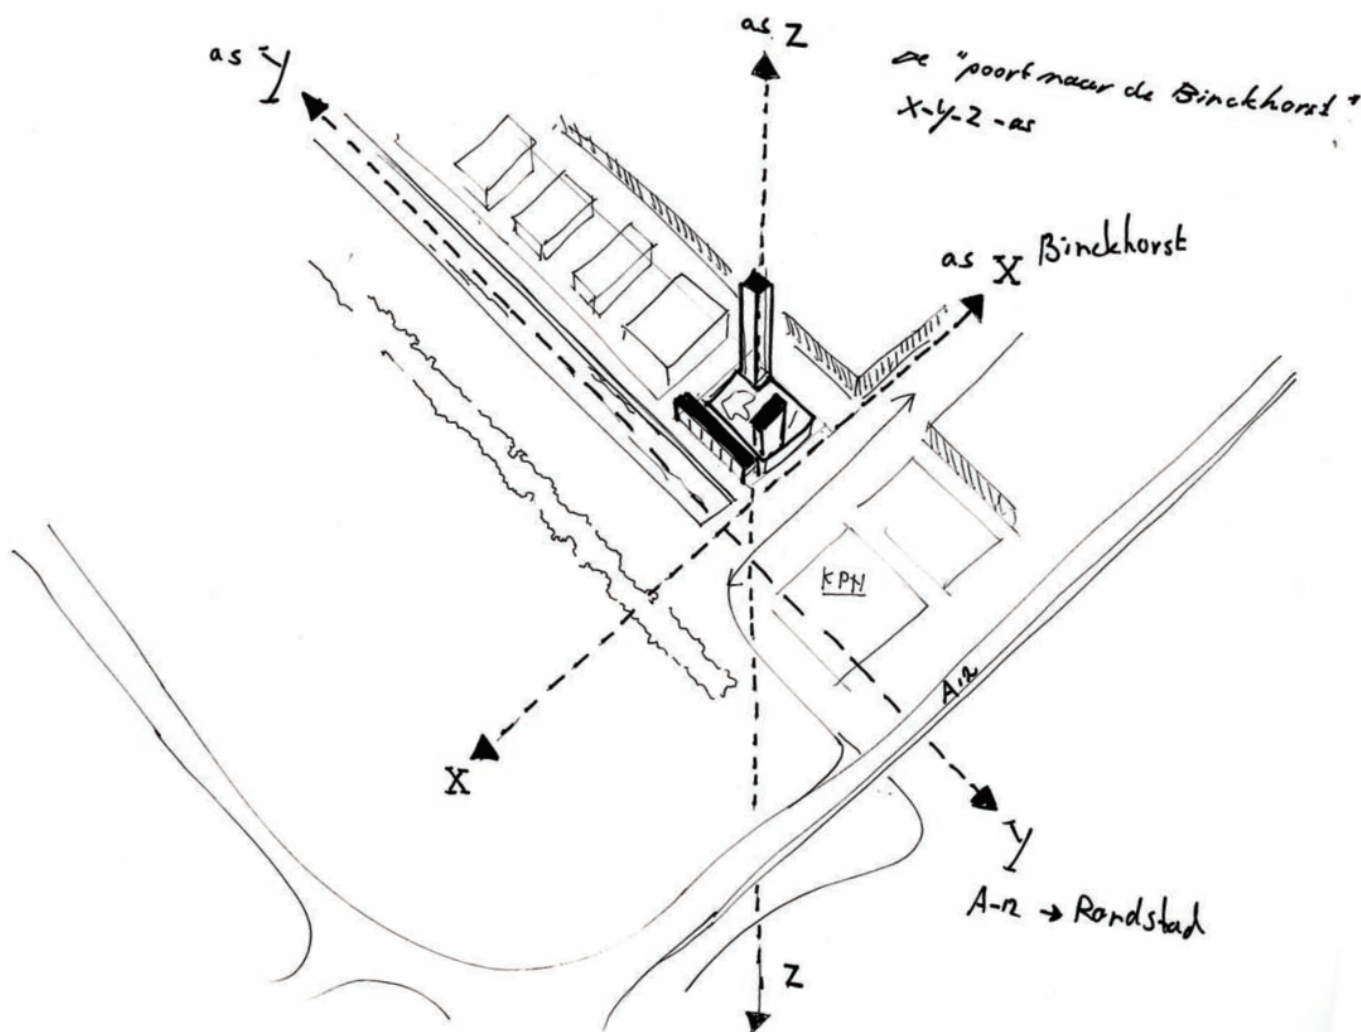 as Z
as Y
De "poort naar de Binckhorst"
X-Y-Z-as
as X Binckhorst
KPN
A-12
X
Y
A-12 → Randstad
Z